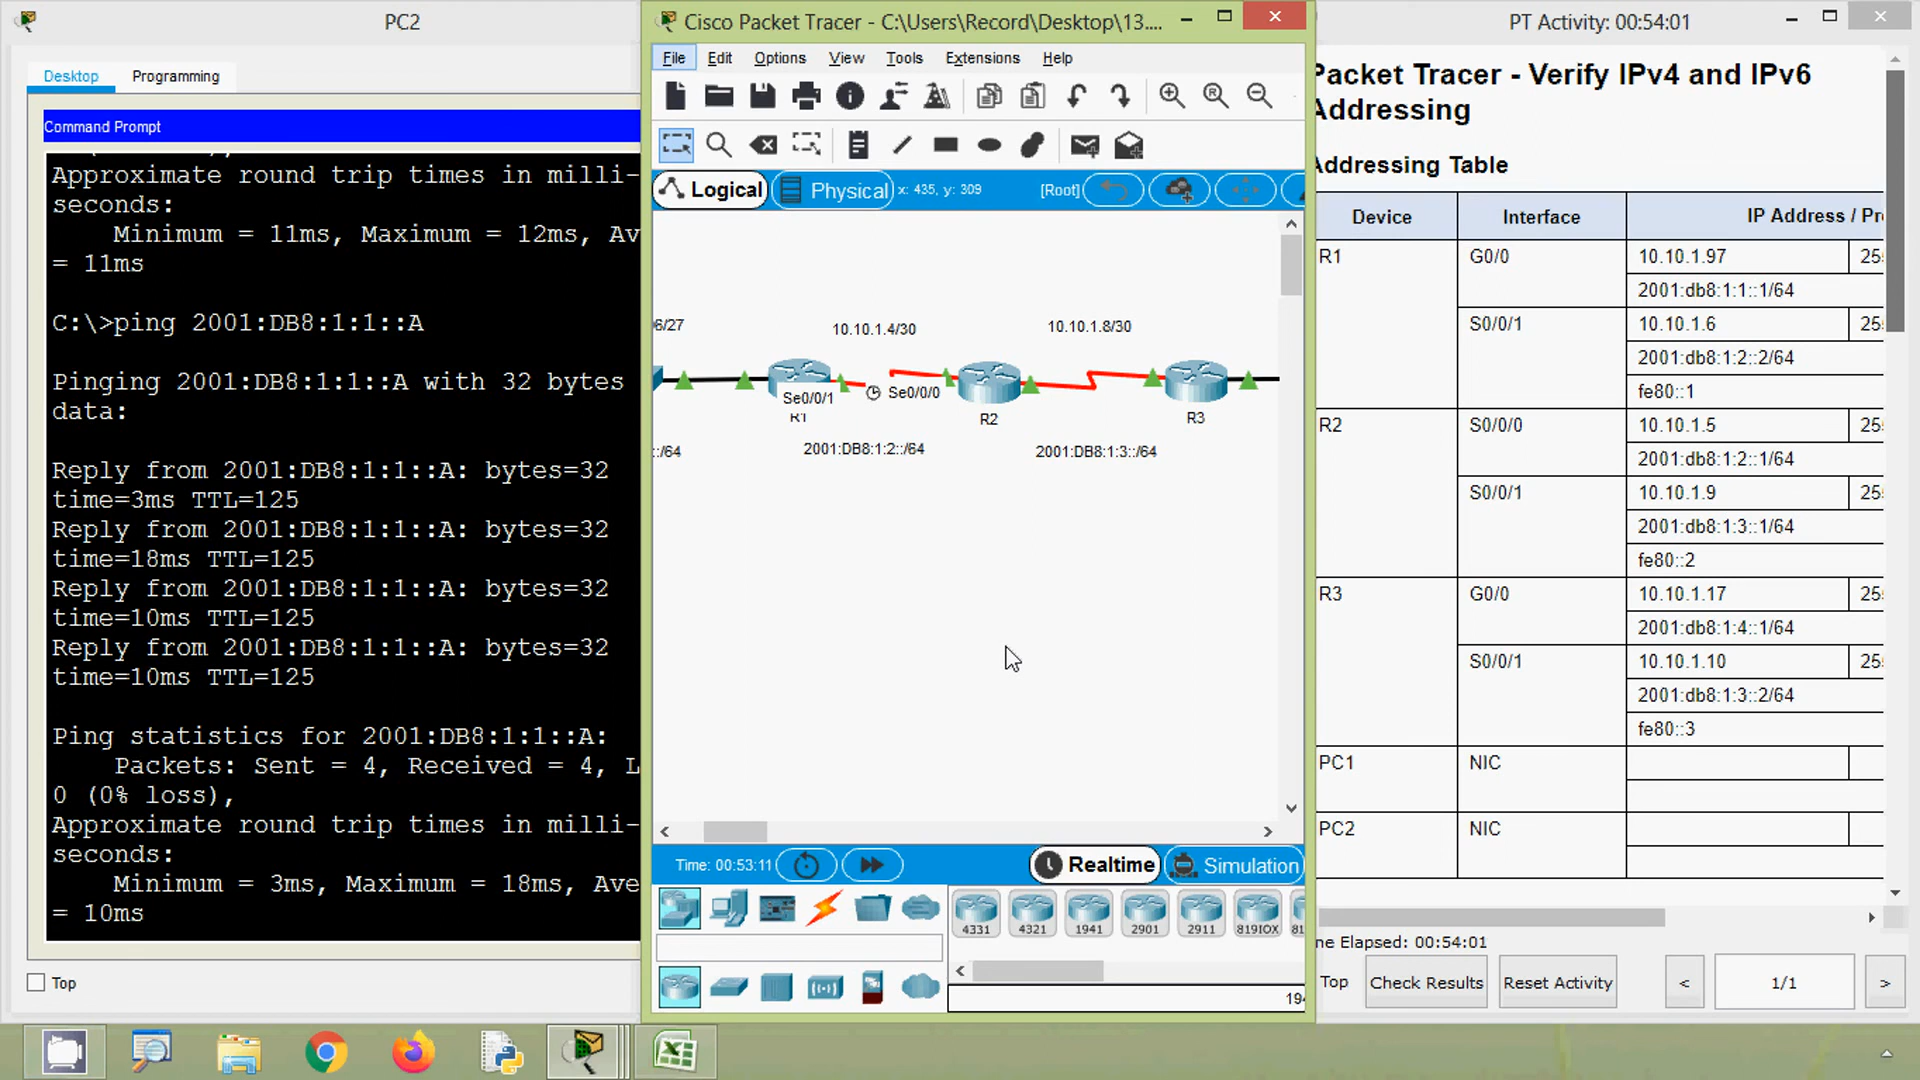 PC2
Desktop
Programming
Command Prompt
Approximate round trip times in milli-
seconds:
Minimum = 11ms, Maximum = 12ms, Av
= 11ms
C:\>ping 2001:DB8:1:1::A
Pinging 2001:DB8:1:1::A with 32 bytes
data:
Reply from 2001:DB8:1:1::A: bytes=32
time=3ms TTL=125
Reply from 2001:DB8:1:1::A: bytes=32
time=18ms TTL=125
Reply from 2001:DB8:1:1::A: bytes=32
time=10ms TTL=125
Reply from 2001:DB8:1:1::A: bytes=32
time=10ms TTL=125
Ping statistics for 2001:DB8:1:1::A:
Packets: Sent = 4, Received = 4, L
0 (0% loss),
Approximate round trip times in milli-
seconds:
Minimum = 3ms, Maximum = 18ms, Ave
= 10ms
Top
Cisco Packet Tracer - C:\Users\Record\Desktop\13....
File Edit Options View Tools Extensions Help
Logical
Physical
x: 435, y: 309
[Root]
6/27
10.10.1.4/30
10.10.1.8/30
Se0/0/1
Se0/0/0
R1
R2
R3
::/64
2001:DB8:1:2::/64
2001:DB8:1:3::/64
Time: 00:53:11
Realtime
Simulation
4331 4321 1941 2901 2911 819IOX 81
194
PT Activity: 00:54:01
Packet Tracer - Verify IPv4 and IPv6
Addressing
Addressing Table
Device Interface IP Address / Pr
R1 G0/0 10.10.1.97 25
2001:db8:1:1::1/64
S0/0/1 10.10.1.6 25
2001:db8:1:2::2/64
fe80::1
R2 S0/0/0 10.10.1.5 25
2001:db8:1:2::1/64
S0/0/1 10.10.1.9 25
2001:db8:1:3::1/64
fe80::2
R3 G0/0 10.10.1.17 25
2001:db8:1:4::1/64
S0/0/1 10.10.1.10 25
2001:db8:1:3::2/64
fe80::3
PC1 NIC
PC2 NIC
ne Elapsed: 00:54:01
Top
Check Results
Reset Activity
<
1/1
>